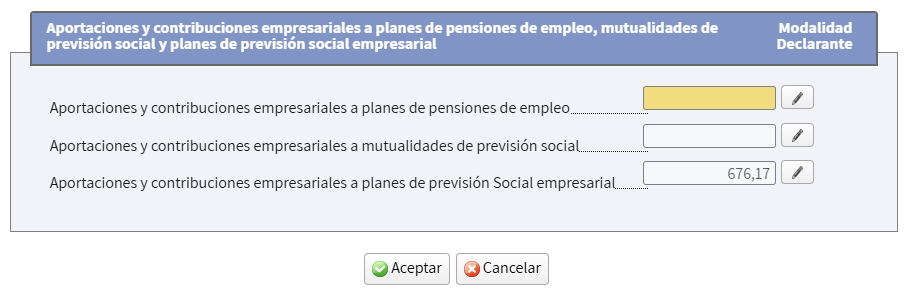 Aportaciones y contribuciones empresariales a planes de pensiones de empleo, mutualidades de
previsión social y planes de previsión social empresarial
Modalidad
Declarante
Aportaciones y contribuciones empresariales a planes de pensiones de empleo
Aportaciones y contribuciones empresariales a mutualidades de previsión social
Aportaciones y contribuciones empresariales a planes de previsión Social empresarial 676,17
Aceptar Cancelar